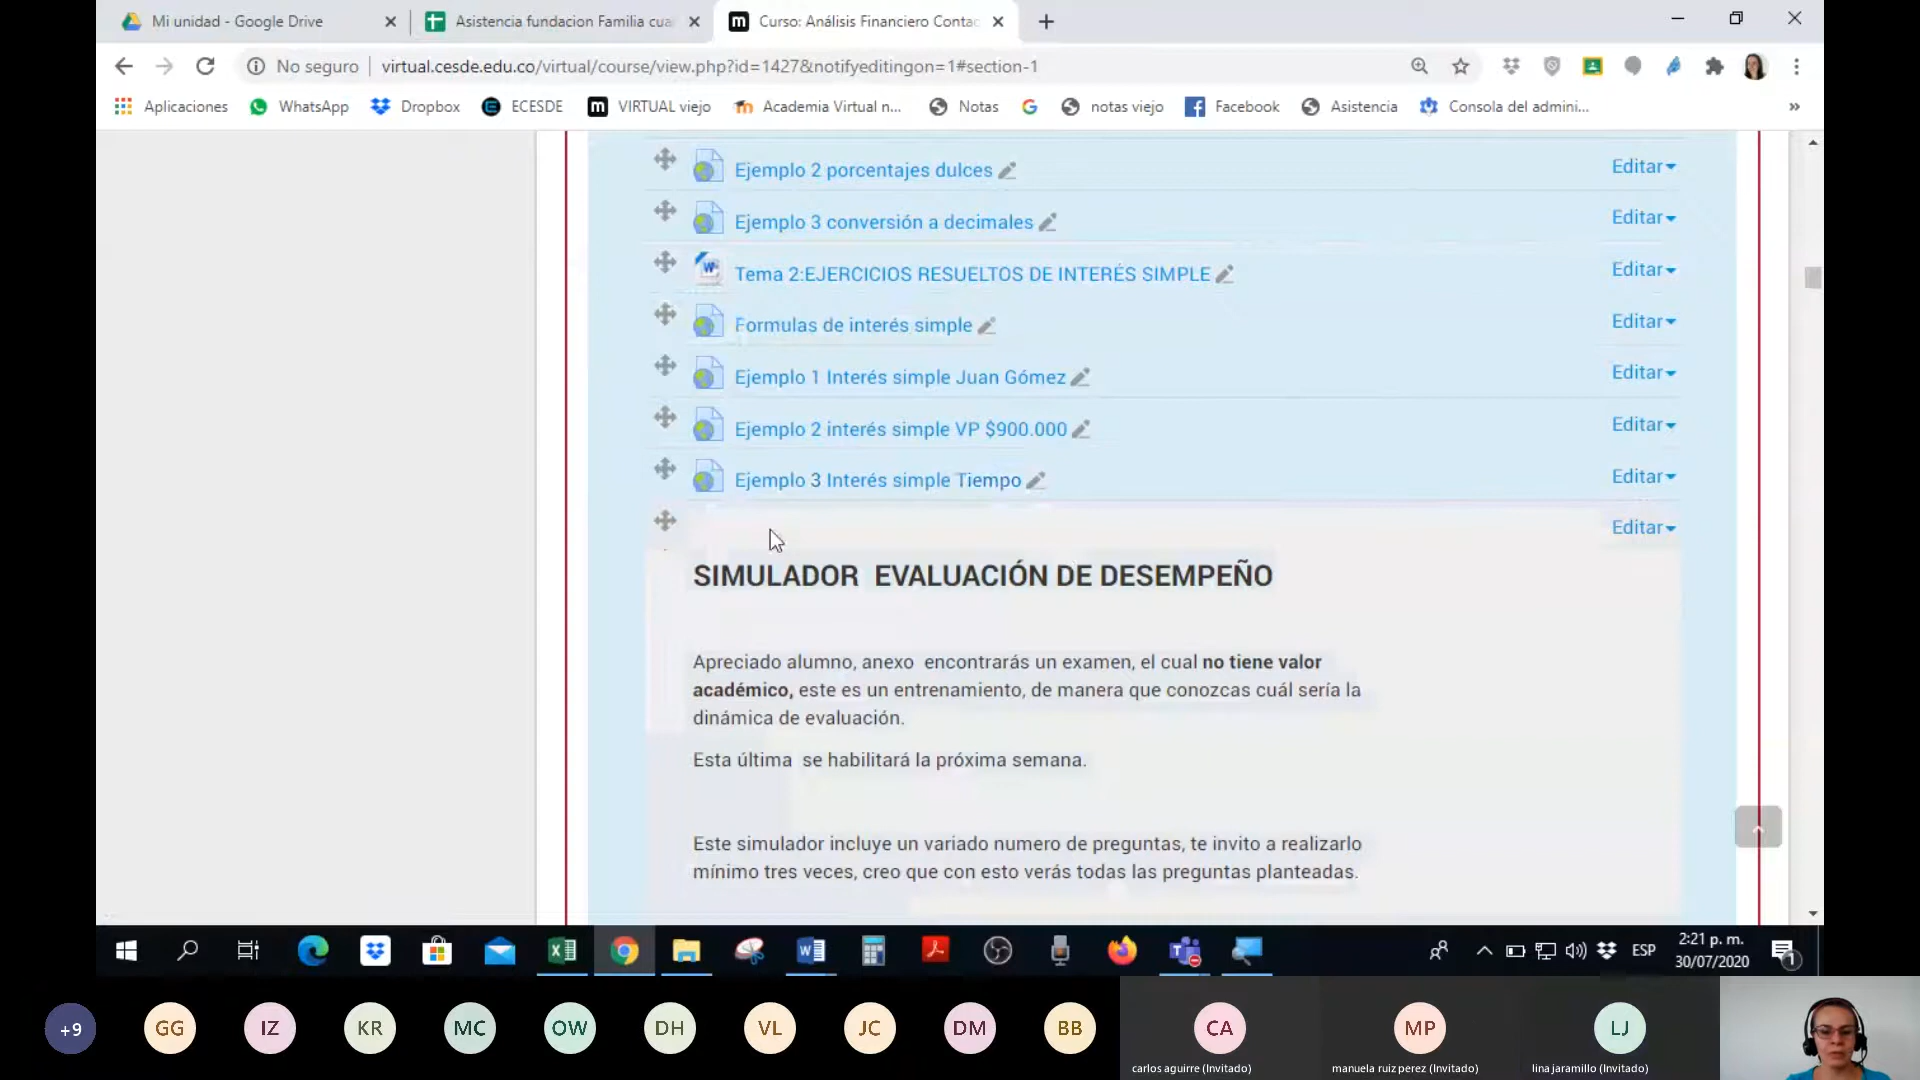 Mi unidad - Google Drive
Asistencia fundacion Familia cua
Curso: Análisis Financiero Contac
No seguro
virtual.cesde.edu.co/virtual/course/view.php?id=1427&notifyeditingon=1#section-1
Aplicaciones
WhatsApp
Dropbox
ECESDE
VIRTUAL viejo
Academia Virtual n...
Notas
notas viejo
Facebook
Asistencia
Consola del admini...
»
Ejemplo 2 porcentajes dulces
Editar
Ejemplo 3 conversión a decimales
Editar
Tema 2:EJERCICIOS RESUELTOS DE INTERÉS SIMPLE
Editar
Formulas de interés simple
Editar
Ejemplo 1 Interés simple Juan Gómez
Editar
Ejemplo 2 interés simple VP $900.000
Editar
Ejemplo 3 Interés simple Tiempo
Editar
Editar
SIMULADOR EVALUACIÓN DE DESEMPEÑO
Apreciado alumno, anexo encontrarás un examen, el cual no tiene valor
académico, este es un entrenamiento, de manera que conozcas cuál sería la
dinámica de evaluación.
Esta última se habilitará la próxima semana.
Este simulador incluye un variado numero de preguntas, te invito a realizarlo
mínimo tres veces, creo que con esto verás todas las preguntas planteadas.
ESP
2:21 p. m.
30/07/2020
1
+9
GG
IZ
KR
MC
OW
DH
VL
JC
DM
BB
CA
MP
LJ
carlos aguirre (Invitado)
manuela ruiz perez (Invitado)
lina jaramillo (Invitado)